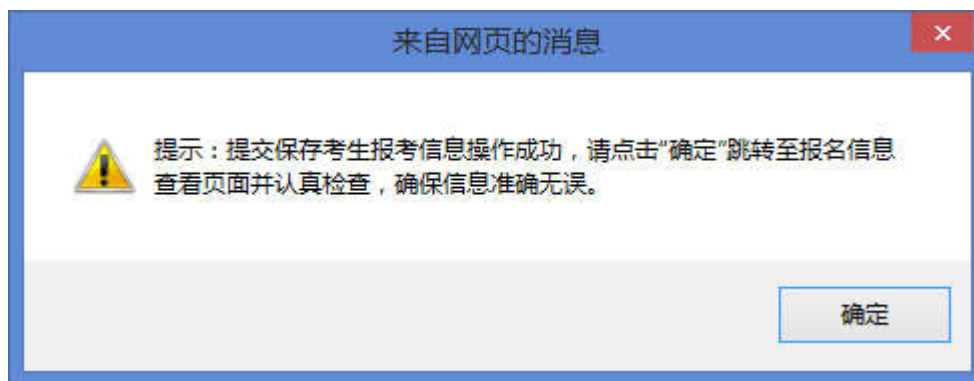 来自网页的消息
提示：提交保存考生报考信息操作成功，请点击“确定”跳转至报名信息
查看页面并认真检查，确保信息准确无误。
确定